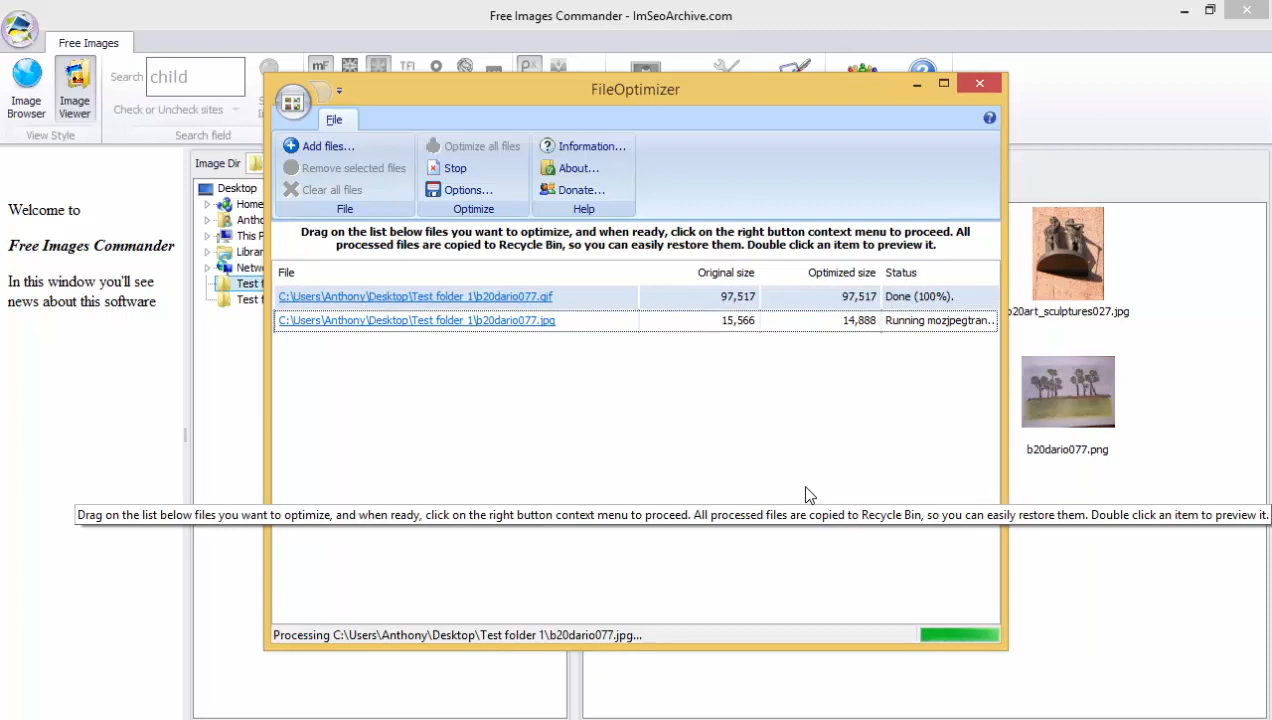 Free Images Commander - ImSeoArchive.com
Free Images
Image Browser
Image Viewer
View Style
Search child
Check or Uncheck sites
Search field
mF
TFI
px
Welcome to
Free Images Commander
In this window you'll see
news about this software
Image Dir
Desktop
Home
Antho
This P
Librar
Netwo
Test f
Test f
FileOptimizer
File
Add files...
Remove selected files
Clear all files
File
Optimize all files
Stop
Options...
Optimize
Information...
About...
Donate...
Help
Drag on the list below files you want to optimize, and when ready, click on the right button context menu to proceed. All
processed files are copied to Recycle Bin, so you can easily restore them. Double click an item to preview it.
File Original size Optimized size Status
C:\Users\Anthony\Desktop\Test folder 1\b20dario077.gif 97,517 97,517 Done (100%).
C:\Users\Anthony\Desktop\Test folder 1\b20dario077.jpg 15,566 14,888 Running mozjpegtran...
b20art_sculptures027.jpg
b20dario077.png
Drag on the list below files you want to optimize, and when ready, click on the right button context menu to proceed. All processed files are copied to Recycle Bin, so you can easily restore them. Double click an item to preview it.
Processing C:\Users\Anthony\Desktop\Test folder 1\b20dario077.jpg...